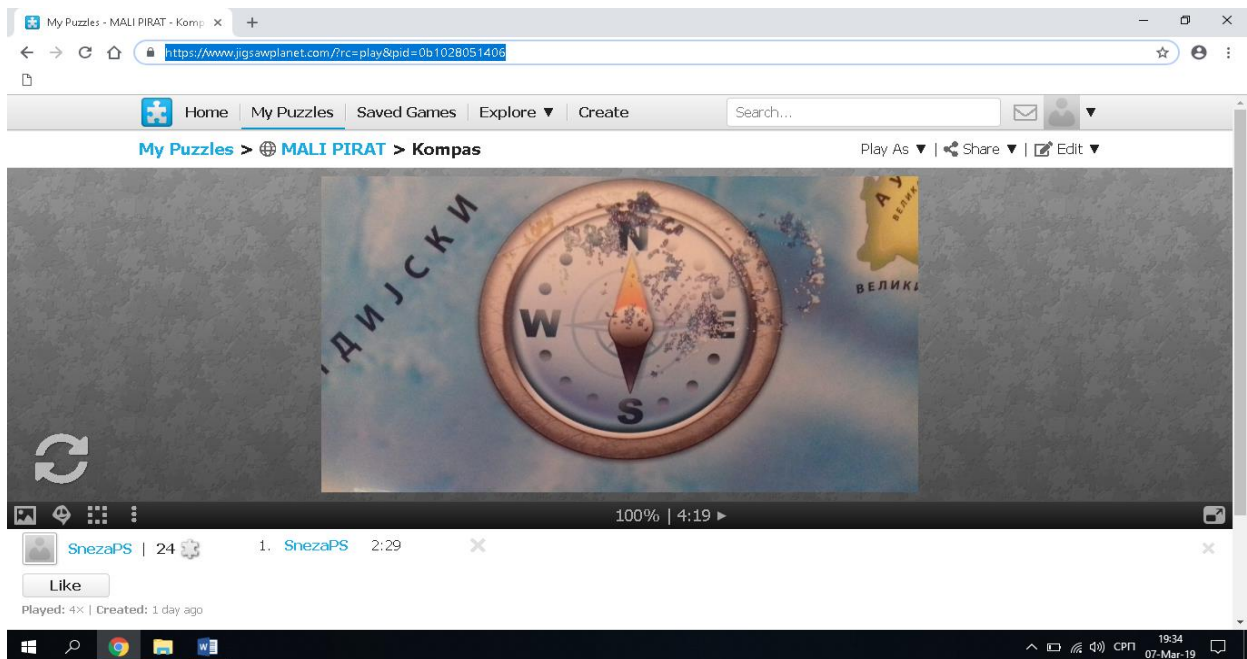 My Puzzles - MALI PIRAT - Komp
https://www.jigsawplanet.com/?rc=play&pid=0b1028051406
Home My Puzzles Saved Games Explore ▼ Create Search...
My Puzzles > MALI PIRAT > Kompas Play As ▼ | Share ▼ | Edit ▼
ДИЈСКИ
N
W E
S
ВЕЛИКИ
100% | 4:19
SnezaPS | 24 1. SnezaPS 2:29
Like
Played: 4× | Created: 1 day ago
СРП 19:34
07-Mar-19